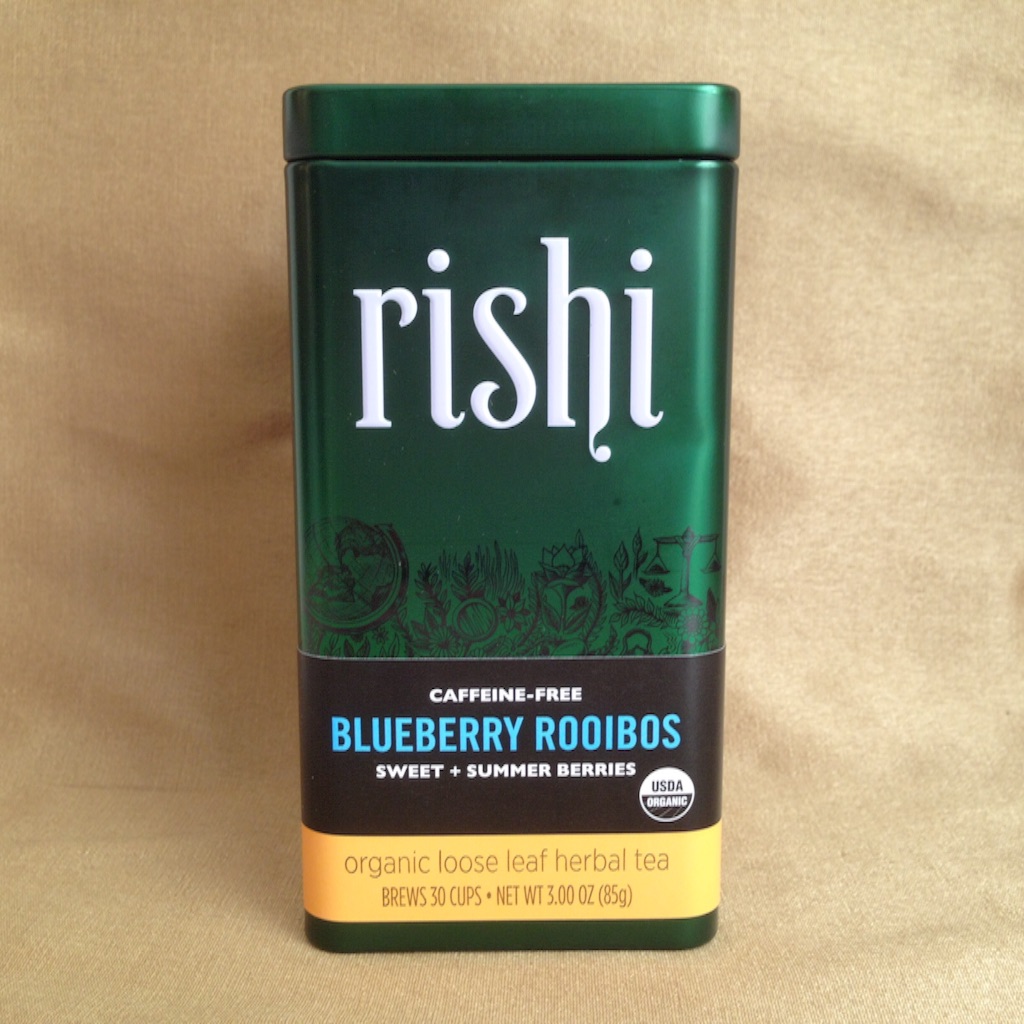 rishi
CAFFEINE-FREE
BLUEBERRY ROOIBOS
SWEET + SUMMER BERRIES
USDA
ORGANIC
organic loose leaf herbal tea
BREWS 30 CUPS • NET WT 3.00 OZ (85g)